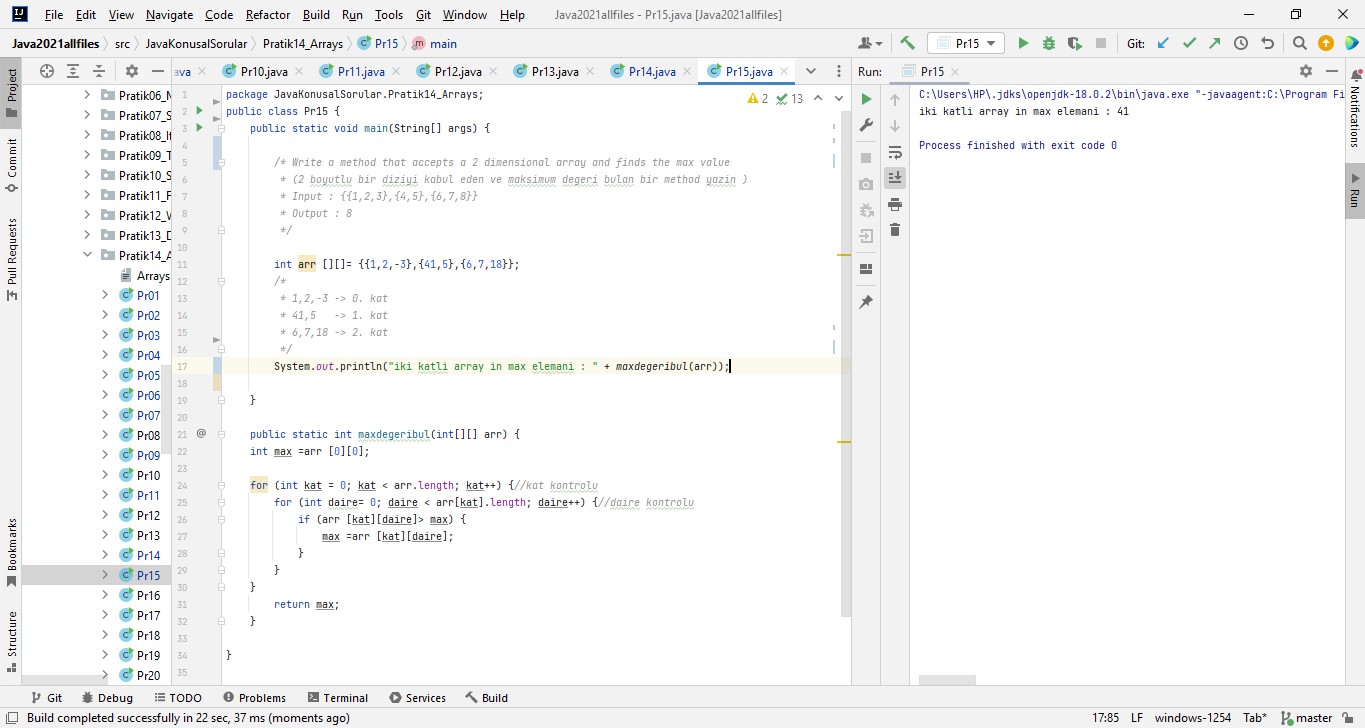 File Edit View Navigate Code Refactor Build Run Tools Git Window Help Java2021allfiles - Pr15.java [Java2021allfiles]
Java2021allfiles src JavaKonusalSorular Pratik14_Arrays Pr15 main Pr15 Git:
ava Pr10.java Pr11.java Pr12.java Pr13.java Pr14.java Pr15.java
Run: Pr15
Project
Commit
Pull Requests
Bookmarks
Structure
Pratik06_M
Pratik07_S
Pratik08_It
Pratik09_T
Pratik10_S
Pratik11_F
Pratik12_W
Pratik13_D
Pratik14_A
Arrays
Pr01
Pr02
Pr03
Pr04
Pr05
Pr06
Pr07
Pr08
Pr09
Pr10
Pr11
Pr12
Pr13
Pr14
Pr15
Pr16
Pr17
Pr18
Pr19
Pr20
2 13
1 package JavaKonusalSorular.Pratik14_Arrays;
2 public class Pr15 {
3 public static void main(String[] args) {
4
5 /* Write a method that accepts a 2 dimensional array and finds the max value
6 * (2 boyutlu bir diziyi kabul eden ve maksimum degeri bulan bir method yazin )
7 * Input : {{1,2,3},{4,5},{6,7,8}}
8 * Output : 8
9 */
10
11 int arr [][]= {{1,2,-3},{41,5},{6,7,18}};
12 /*
13 * 1,2,-3 -> 0. kat
14 * 41,5 -> 1. kat
15 * 6,7,18 -> 2. kat
16 */
17 System.out.println("iki katli array in max elemani : " + maxdegeribul(arr));
18
19 }
20
21 @ public static int maxdegeribul(int[][] arr) {
22 int max =arr [0][0];
23
24 for (int kat = 0; kat < arr.length; kat++) {//kat kontrolu
25 for (int daire= 0; daire < arr[kat].length; daire++) {//daire kontrolu
26 if (arr [kat][daire]> max) {
27 max =arr [kat][daire];
28 }
29 }
30 }
31 return max;
32 }
33
34 }
35
C:\Users\HP\.jdks\openjdk-18.0.2\bin\java.exe "-javaagent:C:\Program Fi
iki katli array in max elemani : 41
Process finished with exit code 0
Notifications
Run
Git Debug TODO Problems Terminal Services Build
Build completed successfully in 22 sec, 37 ms (moments ago) 17:85 LF windows-1254 Tab* master